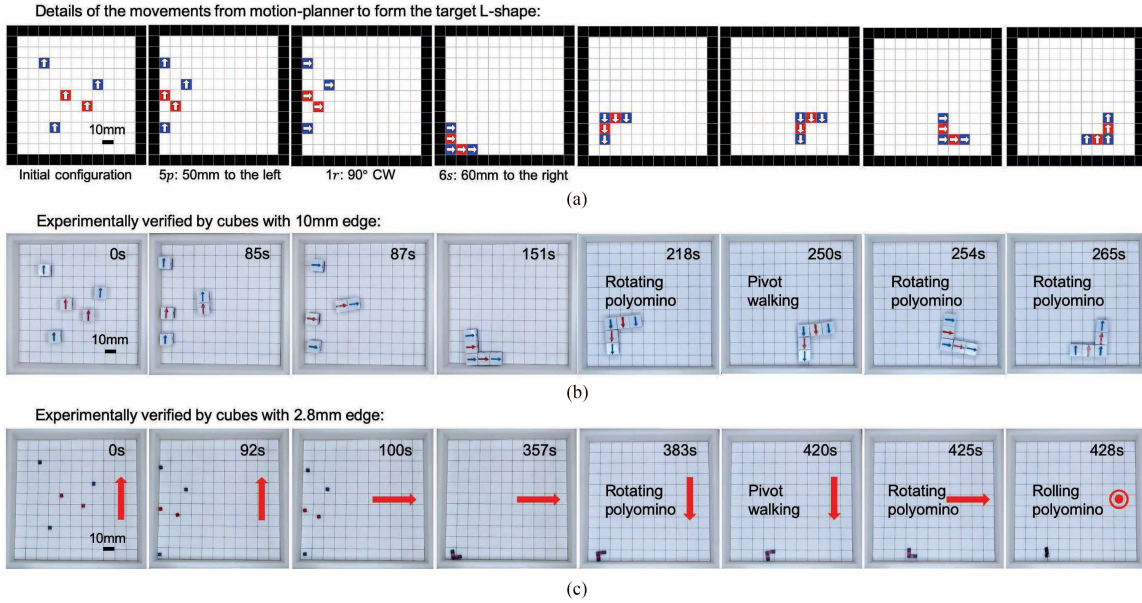 Details of the movements from motion-planner to form the target L-shape:
10mm
Initial configuration
5p: 50mm to the left
1r: 90° CW
6s: 60mm to the right
(a)
Experimentally verified by cubes with 10mm edge:
0s
85s
87s
151s
218s
250s
254s
265s
Rotating
polyomino
Pivot
walking
Rotating
polyomino
Rotating
polyomino
10mm
(b)
Experimentally verified by cubes with 2.8mm edge:
0s
92s
100s
357s
383s
420s
425s
428s
Rotating
polyomino
Pivot
walking
Rotating
polyomino
Rolling
polyomino
10mm
(c)